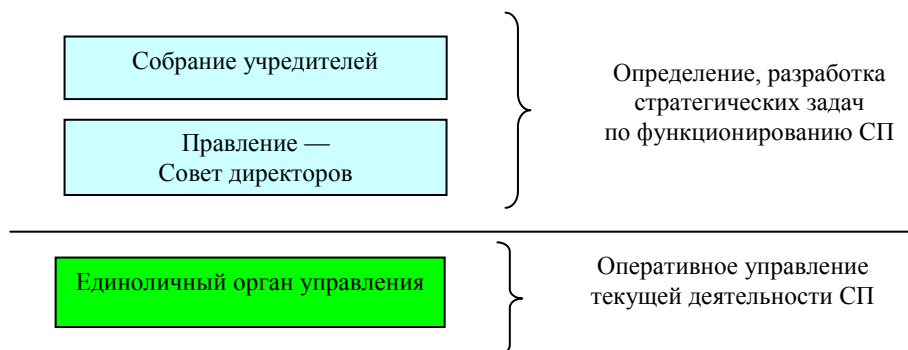 Собрание учредителей
Определение, разработка
стратегических задач
по функционированию СП
Правление —
Совет директоров
Единоличный орган управления
Оперативное управление
текущей деятельности СП